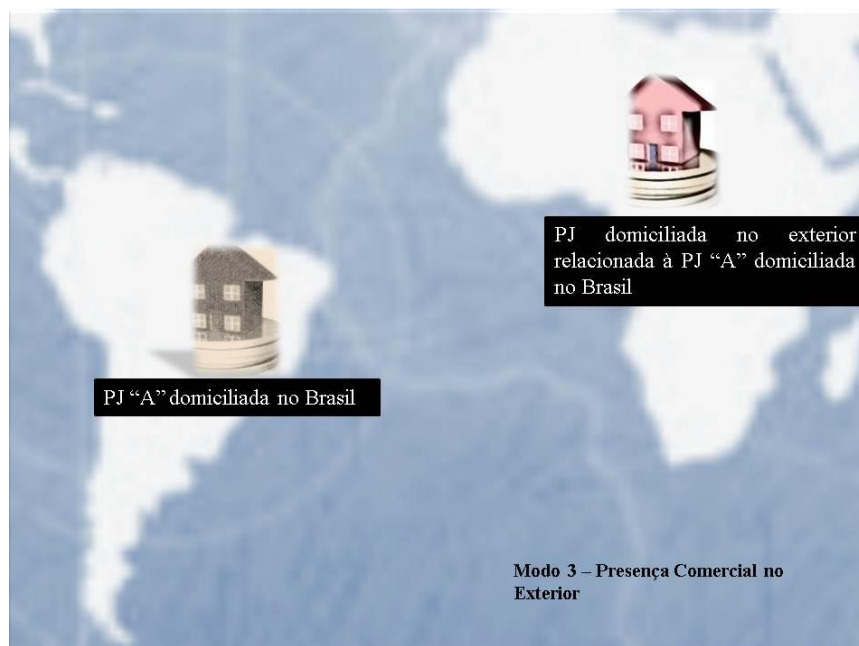 PJ domiciliada no exterior
relacionada à PJ “A” domiciliada
no Brasil
PJ “A” domiciliada no Brasil
Modo 3 – Presença Comercial no
Exterior